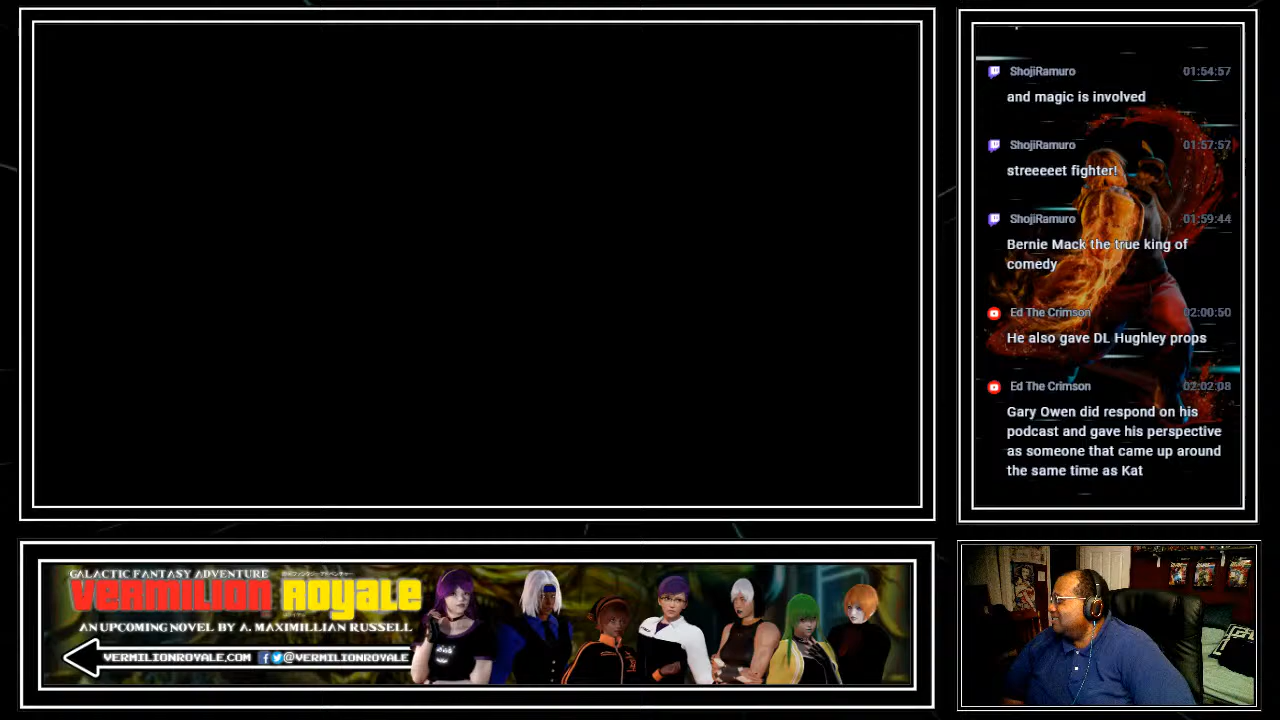 ShojiRamuro 01:54:57
and magic is involved
ShojiRamuro 01:57:57
streeeeet fighter!
ShojiRamuro 01:59:44
Bernie Mack the true king of
comedy
Ed The Crimson 02:00:50
He also gave DL Hughley props
Ed The Crimson 02:02:08
Gary Owen did respond on his
podcast and gave his perspective
as someone that came up around
the same time as Kat
GALACTIC FANTASY ADVENTURE
VERMILION ROYALE
AN UPCOMING NOVEL BY A. MAXIMILLIAN RUSSELL
VERMILIONROYALE.COM @VERMILIONROYALE